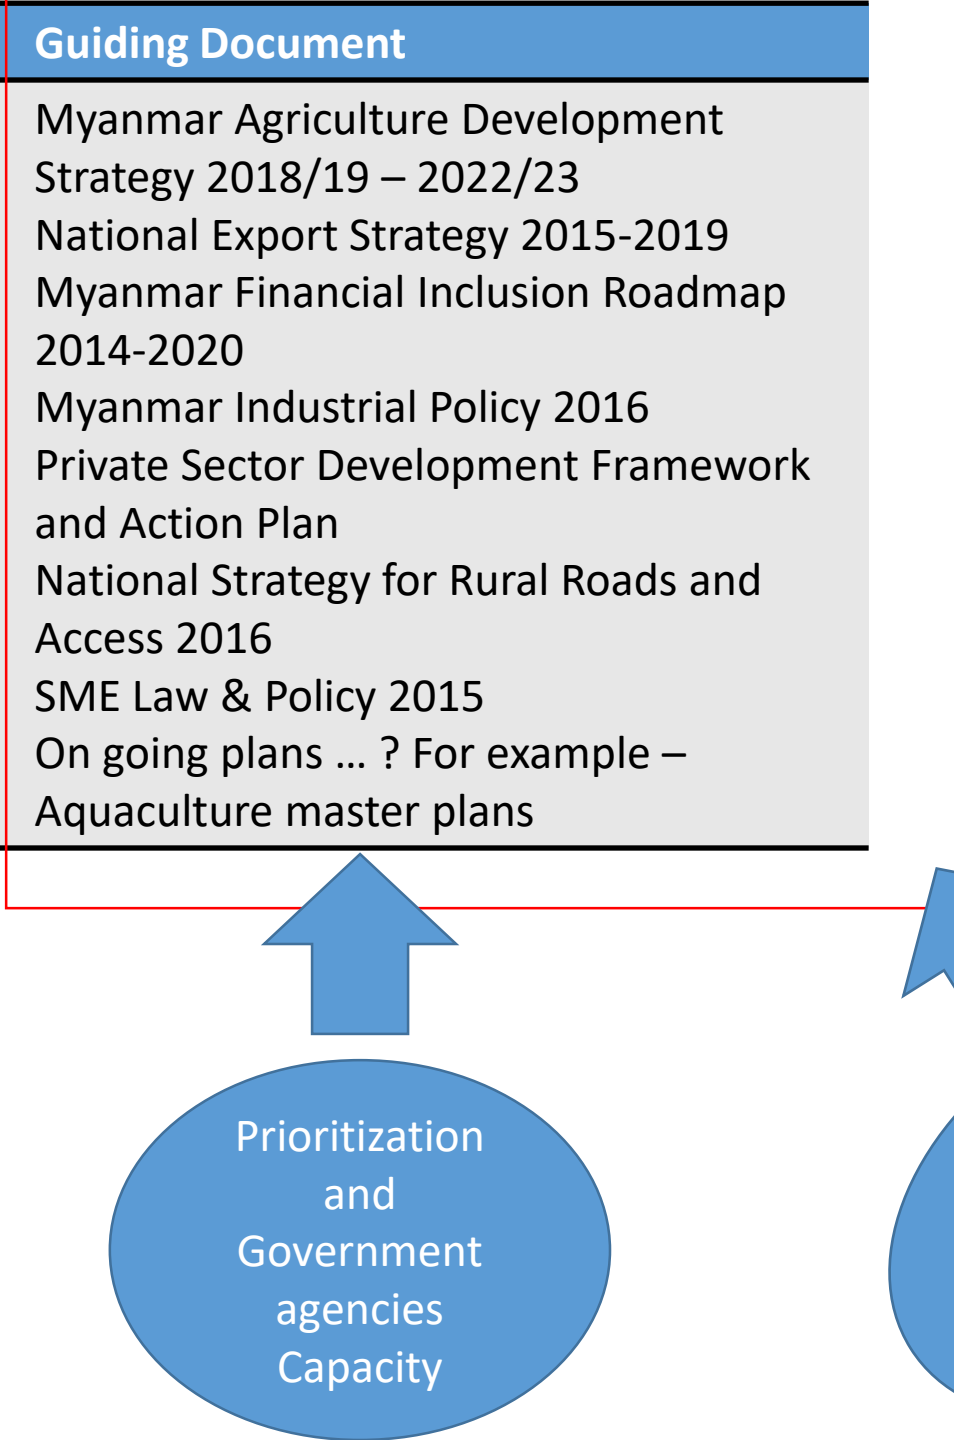 Guiding Document
Myanmar Agriculture Development
Strategy 2018/19 – 2022/23
National Export Strategy 2015-2019
Myanmar Financial Inclusion Roadmap
2014-2020
Myanmar Industrial Policy 2016
Private Sector Development Framework
and Action Plan
National Strategy for Rural Roads and
Access 2016
SME Law & Policy 2015
On going plans … ? For example –
Aquaculture master plans
Prioritization
and
Government
agencies
Capacity